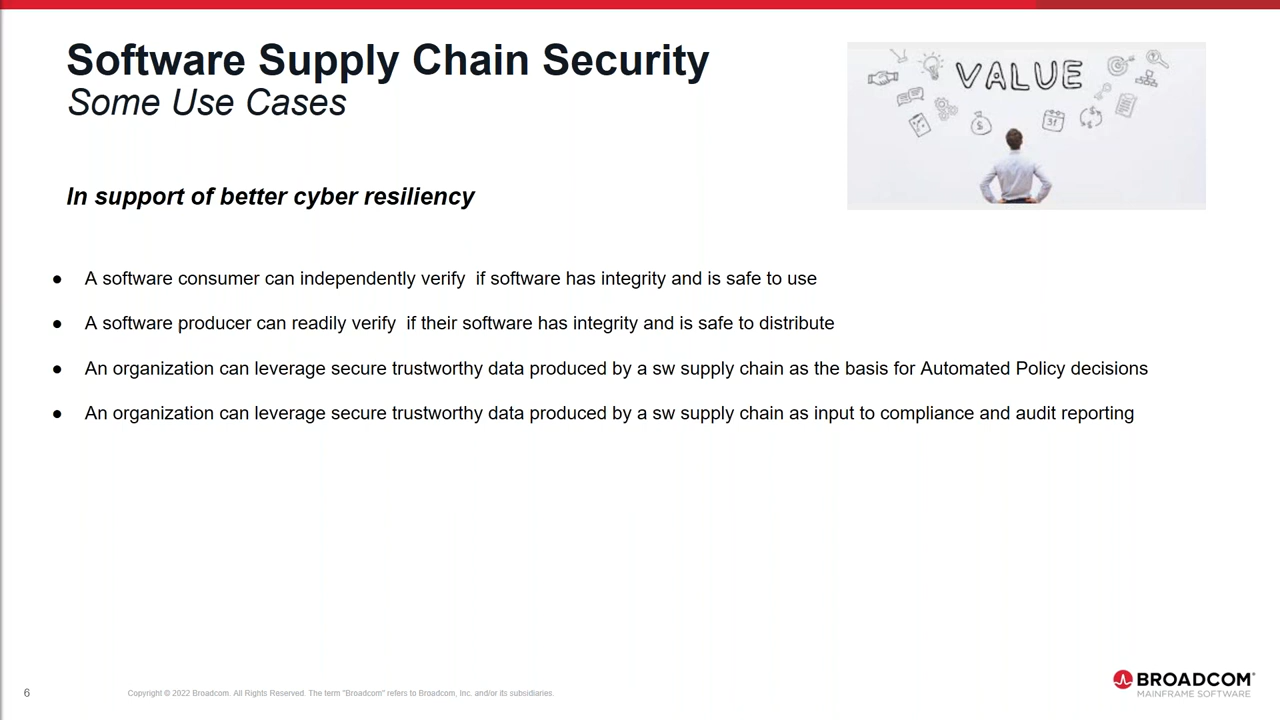 Software Supply Chain Security
Some Use Cases
VALUE
$
31
$
In support of better cyber resiliency
● A software consumer can independently verify  if software has integrity and is safe to use
● A software producer can readily verify  if their software has integrity and is safe to distribute
● An organization can leverage secure trustworthy data produced by a sw supply chain as the basis for Automated Policy decisions
● An organization can leverage secure trustworthy data produced by a sw supply chain as input to compliance and audit reporting
6
Copyright © 2022 Broadcom. All Rights Reserved. The term "Broadcom" refers to Broadcom, Inc. and/or its subsidiaries.
BROADCOM®
MAINFRAME SOFTWARE